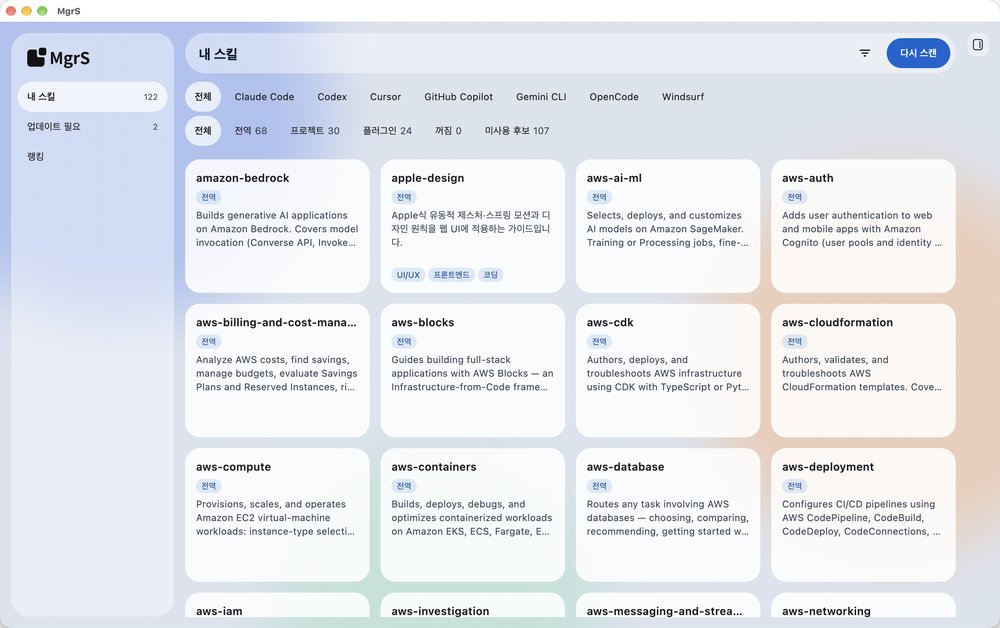 MgrS
MgrS
내 스킬 122
업데이트 필요 2
랭킹
내 스킬
다시 스캔
전체 Claude Code Codex Cursor GitHub Copilot Gemini CLI OpenCode Windsurf
전체 전역 68 프로젝트 30 플러그인 24 꺼짐 0 미사용 후보 107
amazon-bedrock
전역
Builds generative AI applications
on Amazon Bedrock. Covers model
invocation (Converse API, Invoke...
apple-design
전역
Apple식 유동적 제스처·스프링 모션과 디
자인 원칙을 웹 UI에 적용하는 가이드입니
다.
UI/UX 프론트엔드 코딩
aws-ai-ml
전역
Selects, deploys, and customizes
AI models on Amazon SageMaker.
Training or Processing jobs, fine-...
aws-auth
전역
Adds user authentication to web
and mobile apps with Amazon
Cognito (user pools and identity ...
aws-billing-and-cost-mana...
전역
Analyze AWS costs, find savings,
manage budgets, evaluate Savings
Plans and Reserved Instances, ri...
aws-blocks
전역
Guides building full-stack
applications with AWS Blocks — an
Infrastructure-from-Code frame...
aws-cdk
전역
Authors, deploys, and
troubleshoots AWS infrastructure
using CDK with TypeScript or Pyt...
aws-cloudformation
전역
Authors, validates, and
troubleshoots AWS
CloudFormation templates. Cove...
aws-compute
전역
Provisions, scales, and operates
Amazon EC2 virtual-machine
workloads: instance-type selecti...
aws-containers
전역
Builds, deploys, debugs, and
optimizes containerized workloads
on Amazon EKS, ECS, Fargate, E...
aws-database
전역
Routes any task involving AWS
databases — choosing, comparing,
recommending, getting started w...
aws-deployment
전역
Configures CI/CD pipelines using
AWS CodePipeline, CodeBuild,
CodeDeploy, CodeConnections, ...
aws-iam
aws-investigation
aws-messaging-and-strea...
aws-networking